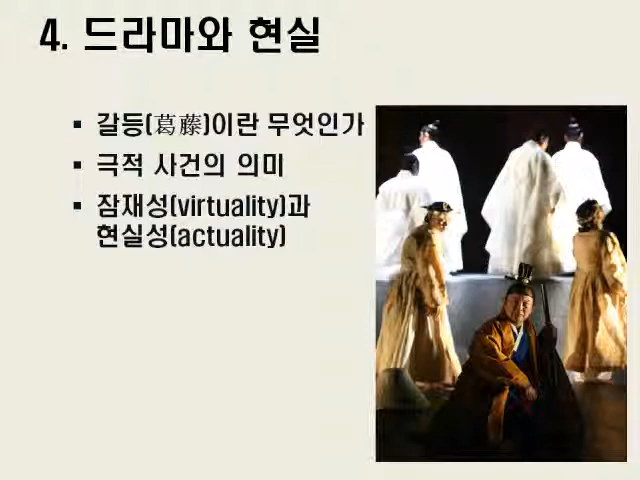 4. 드라마와 현실
▪ 갈등(葛藤)이란 무엇인가
▪ 극적 사건의 의미
▪ 잠재성(virtuality)과
현실성(actuality)